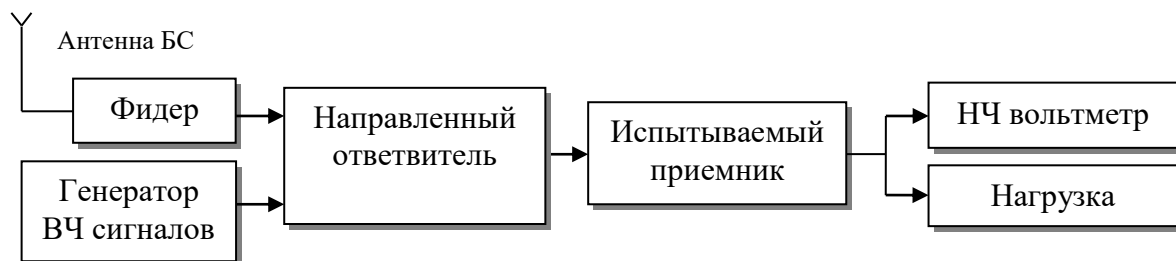 Антенна БС
Фидер
Генератор
ВЧ сигналов
Направленный
ответвитель
Испытываемый
приемник
НЧ вольтметр
Нагрузка